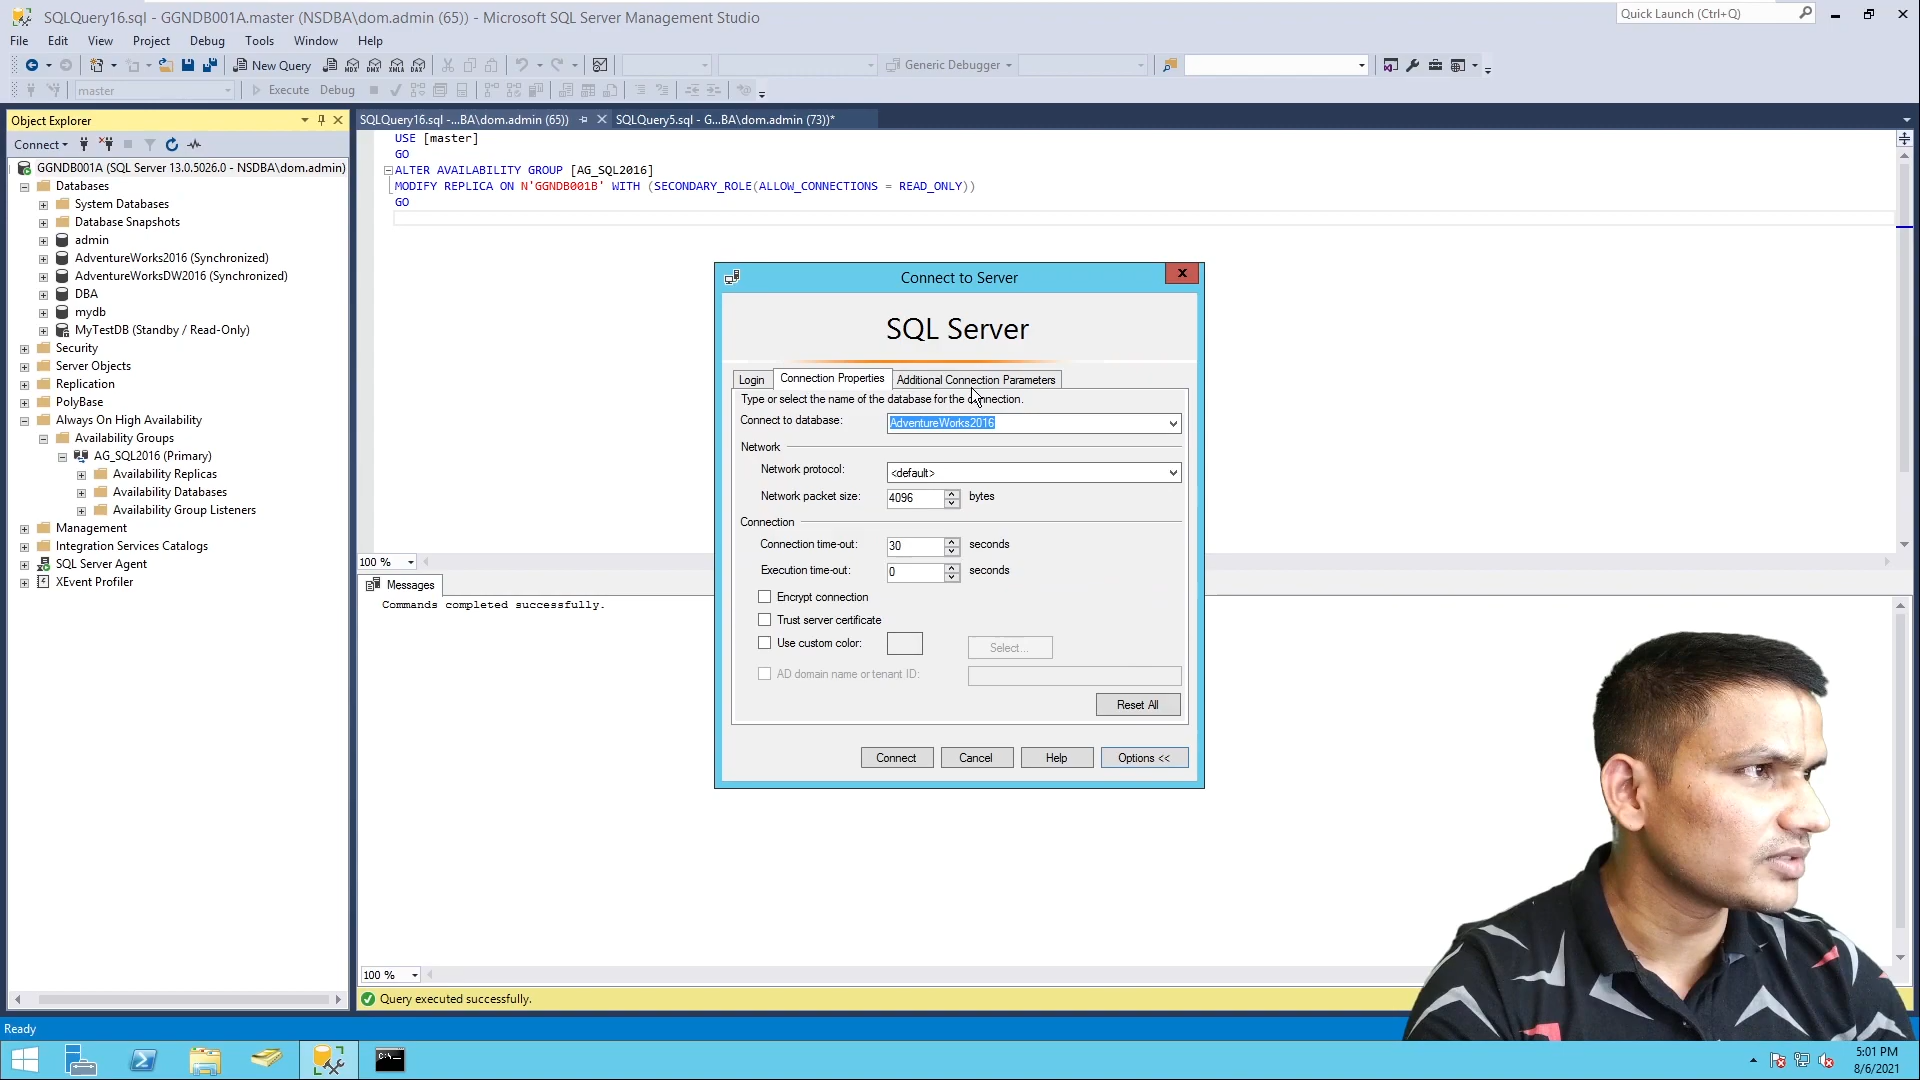 SQLQuery16.sql - GGNDB001A.master (NSDBA\dom.admin (65)) - Microsoft SQL Server Management Studio
Quick Launch (Ctrl+Q)
File Edit View Project Debug Tools Window Help
New Query
MDX DMX XMLA DAX
Generic Debugger
master
Execute Debug
Object Explorer
SQLQuery16.sql -...BA\dom.admin (65))
SQLQuery5.sql - G...BA\dom.admin (73))*
Connect
GGNDB001A (SQL Server 13.0.5026.0 - NSDBA\dom.admin)
Databases
System Databases
Database Snapshots
admin
AdventureWorks2016 (Synchronized)
AdventureWorksDW2016 (Synchronized)
DBA
mydb
MyTestDB (Standby / Read-Only)
Security
Server Objects
Replication
PolyBase
Always On High Availability
Availability Groups
AG_SQL2016 (Primary)
Availability Replicas
Availability Databases
Availability Group Listeners
Management
Integration Services Catalogs
SQL Server Agent
XEvent Profiler
USE [master]
GO
ALTER AVAILABILITY GROUP [AG_SQL2016]
MODIFY REPLICA ON N'GGNDB001B' WITH (SECONDARY_ROLE(ALLOW_CONNECTIONS = READ_ONLY))
GO
100 %
Messages
Commands completed successfully.
100 %
Query executed successfully.
Connect to Server
X
SQL Server
Login
Connection Properties
Additional Connection Parameters
Type or select the name of the database for the connection.
Connect to database: AdventureWorks2016
Network
Network protocol: <default>
Network packet size: 4096 bytes
Connection
Connection time-out: 30 seconds
Execution time-out: 0 seconds
Encrypt connection
Trust server certificate
Use custom color: Select...
AD domain name or tenant ID:
Reset All
Connect Cancel Help Options <<
Ready
C:\_
5:01 PM
8/6/2021